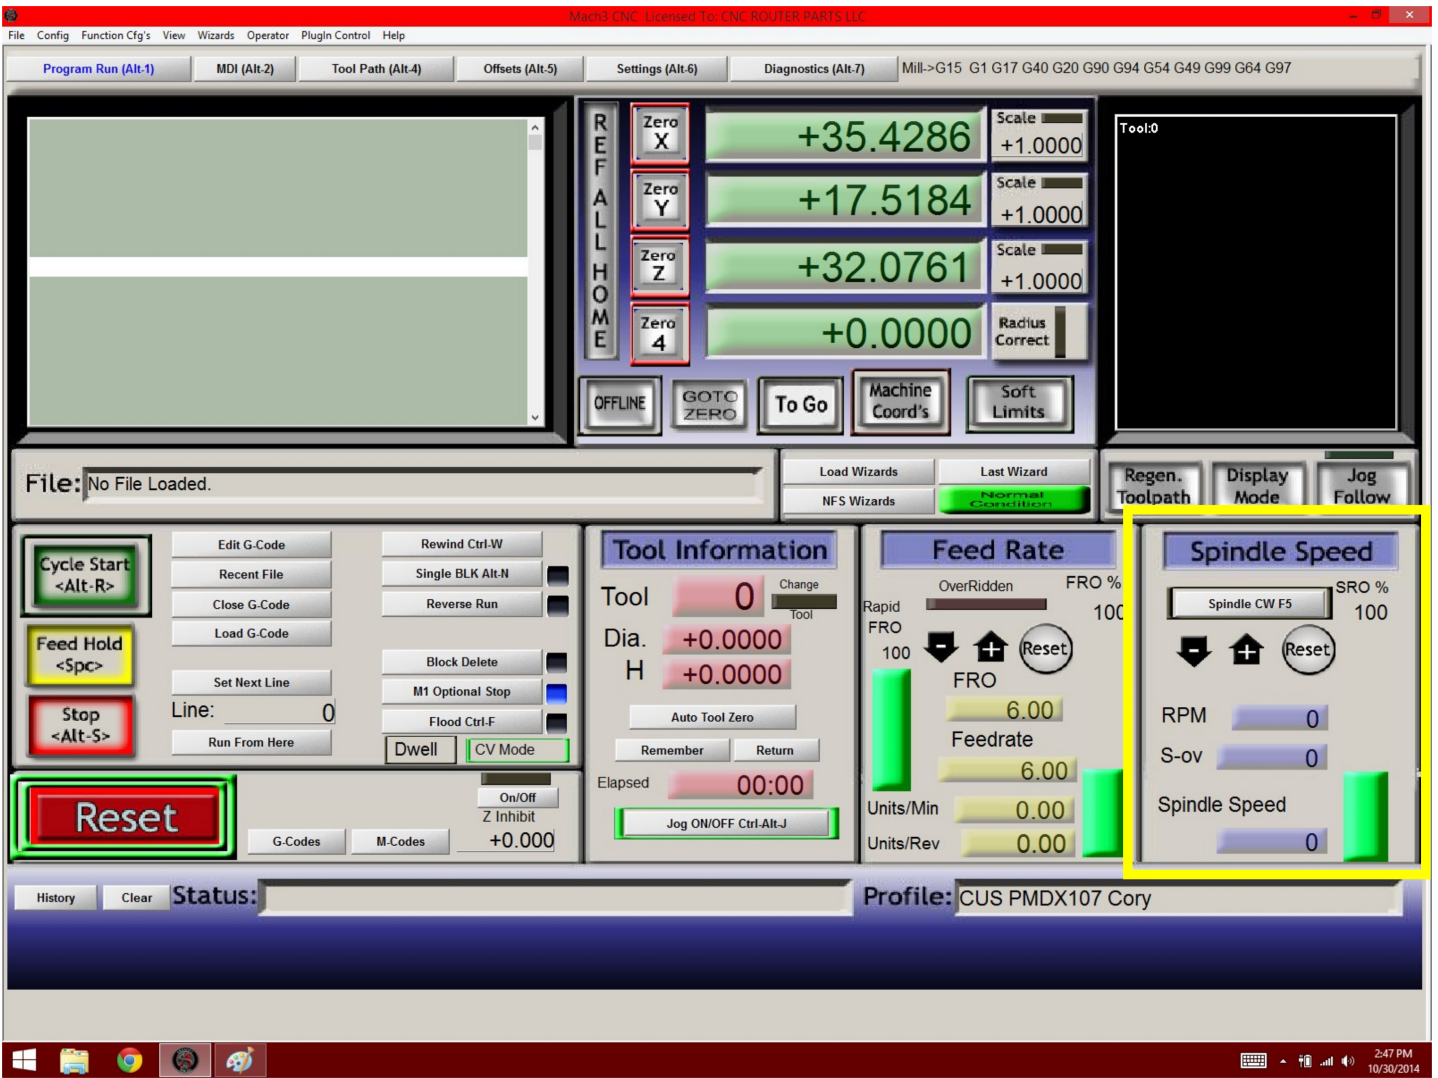 Mach3 CNC  Licensed To: CNC ROUTER PARTS LLC
File Config Function Cfg's View Wizards Operator PlugIn Control Help
Program Run (Alt-1) MDI (Alt-2) Tool Path (Alt-4) Offsets (Alt-5) Settings (Alt-6) Diagnostics (Alt-7) Mill->G15 G1 G17 G40 G20 G90 G94 G54 G49 G99 G64 G97
REF ALL HOME
Zero X +35.4286 Scale +1.0000
Zero Y +17.5184 Scale +1.0000
Zero Z +32.0761 Scale +1.0000
Zero 4 +0.0000 Radius Correct
OFFLINE GOTO ZERO To Go Machine Coord's Soft Limits
Tool:0
File: No File Loaded.
Load Wizards Last Wizard
NFS Wizards Normal Condition
Regen. Toolpath Display Mode Jog Follow
Cycle Start <Alt-R>
Feed Hold <Spc>
Stop <Alt-S>
Edit G-Code
Recent File
Close G-Code
Load G-Code
Set Next Line
Line: 0
Run From Here
Rewind Ctrl-W
Single BLK Alt-N
Reverse Run
Block Delete
M1 Optional Stop
Flood Ctrl-F
Dwell CV Mode
Reset
G-Codes M-Codes
On/Off
Z Inhibit
+0.000
Tool Information
Tool 0 Change Tool
Dia. +0.0000
H +0.0000
Auto Tool Zero
Remember Return
Elapsed 00:00
Jog ON/OFF Ctrl-Alt-J
Feed Rate
OverRidden FRO %
100
Rapid FRO
100
Reset
FRO
6.00
Feedrate
6.00
Units/Min 0.00
Units/Rev 0.00
Spindle Speed
Spindle CW F5 SRO %
100
Reset
RPM 0
S-ov 0
Spindle Speed
0
History Clear Status:
Profile: CUS PMDX107 Cory
2:47 PM
10/30/2014